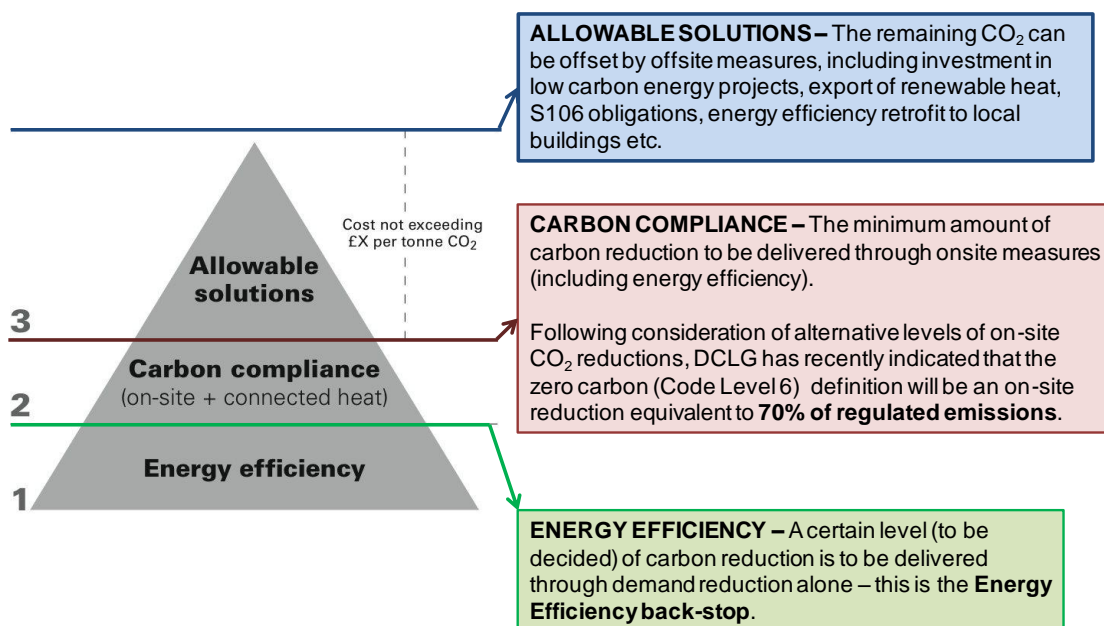 ALLOWABLE SOLUTIONS – The remaining CO₂ can
be offset by offsite measures, including investment in
low carbon energy projects, export of renewable heat,
S106 obligations, energy efficiency retrofit to local
buildings etc.
Cost not exceeding
£X per tonne CO₂
Allowable
solutions
3
CARBON COMPLIANCE – The minimum amount of
carbon reduction to be delivered through onsite measures
(including energy efficiency).
Following consideration of alternative levels of on-site
CO₂ reductions, DCLG has recently indicated that the
zero carbon (Code Level 6) definition will be an on-site
reduction equivalent to 70% of regulated emissions.
Carbon compliance
(on-site + connected heat)
2
Energy efficiency
1
ENERGY EFFICIENCY – A certain level (to be
decided) of carbon reduction is to be delivered
through demand reduction alone – this is the Energy
Efficiency back-stop.